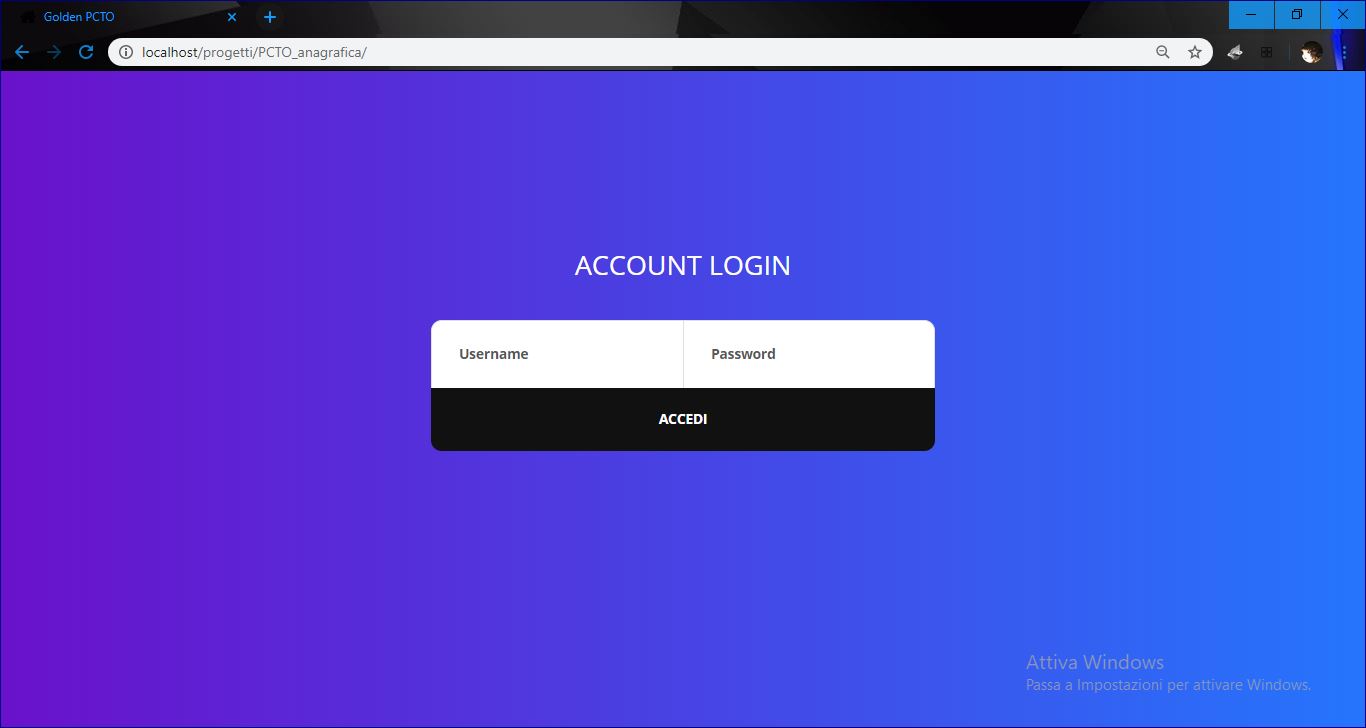 Golden PCTO
localhost/progetti/PCTO_anagrafica/
ACCOUNT LOGIN
Username
Password
ACCEDI
Attiva Windows
Passa a Impostazioni per attivare Windows.